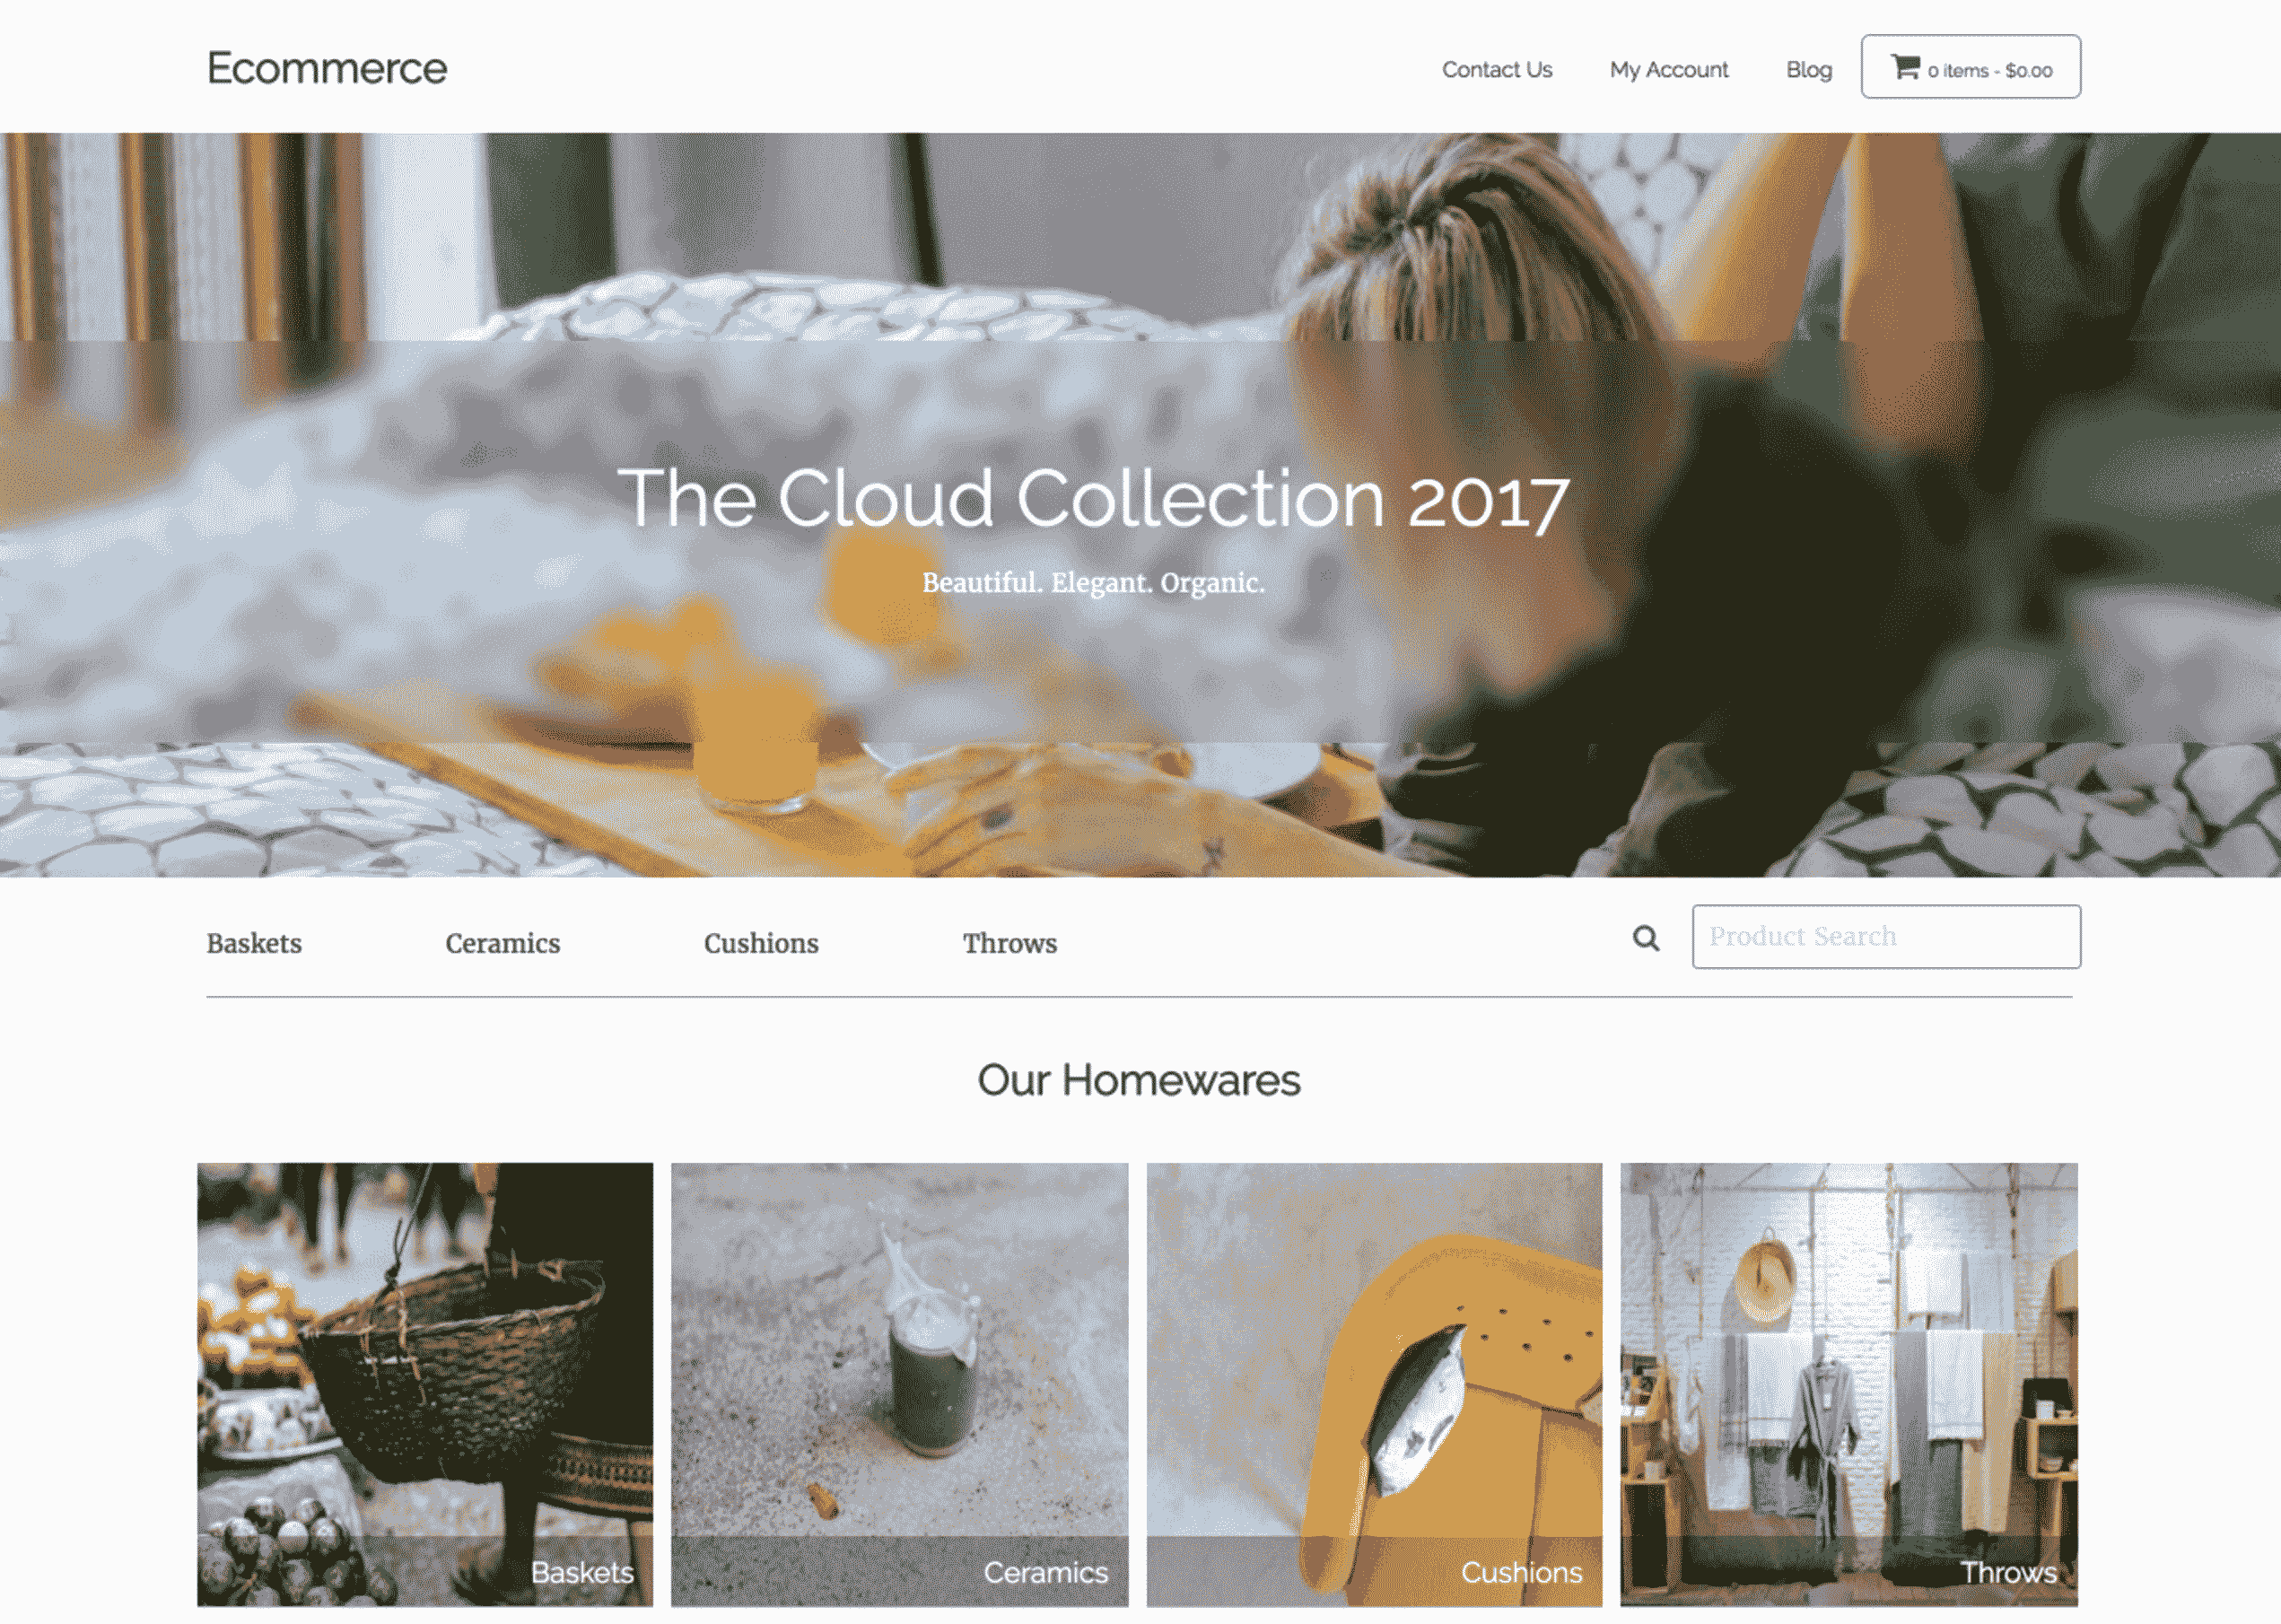 Ecommerce
Contact Us
My Account
Blog
0 items - $0.00
The Cloud Collection 2017
Beautiful. Elegant. Organic.
Baskets
Ceramics
Cushions
Throws
Product Search
Our Homewares
Baskets
Ceramics
Cushions
Throws